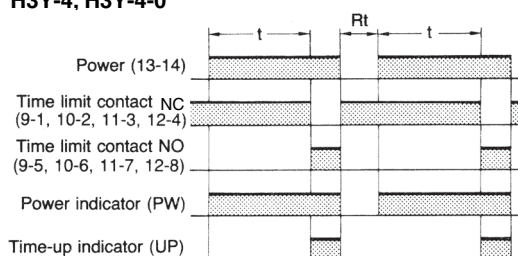 H3Y-4, H3Y-4-0
t Rt t
Power (13-14)
Time limit contact NC
(9-1, 10-2, 11-3, 12-4)
Time limit contact NO
(9-5, 10-6, 11-7, 12-8)
Power indicator (PW)
Time-up indicator (UP)